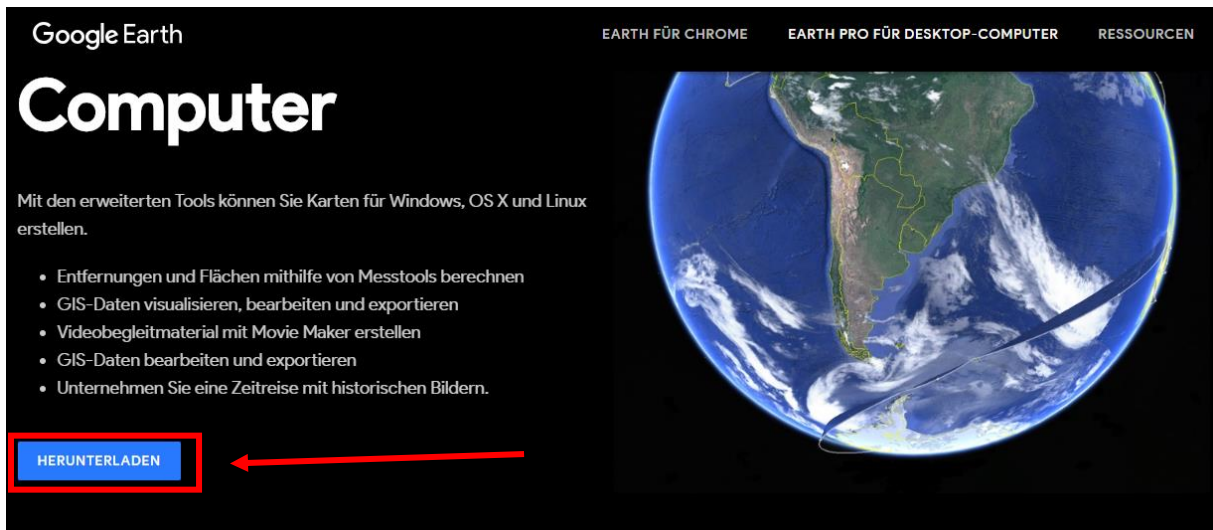 Google Earth
EARTH FÜR CHROME
EARTH PRO FÜR DESKTOP-COMPUTER
RESSOURCEN
Computer
Mit den erweiterten Tools können Sie Karten für Windows, OS X und Linux
erstellen.
• Entfernungen und Flächen mithilfe von Messtools berechnen
• GIS-Daten visualisieren, bearbeiten und exportieren
• Videobegleitmaterial mit Movie Maker erstellen
• GIS-Daten bearbeiten und exportieren
• Unternehmen Sie eine Zeitreise mit historischen Bildern.
HERUNTERLADEN